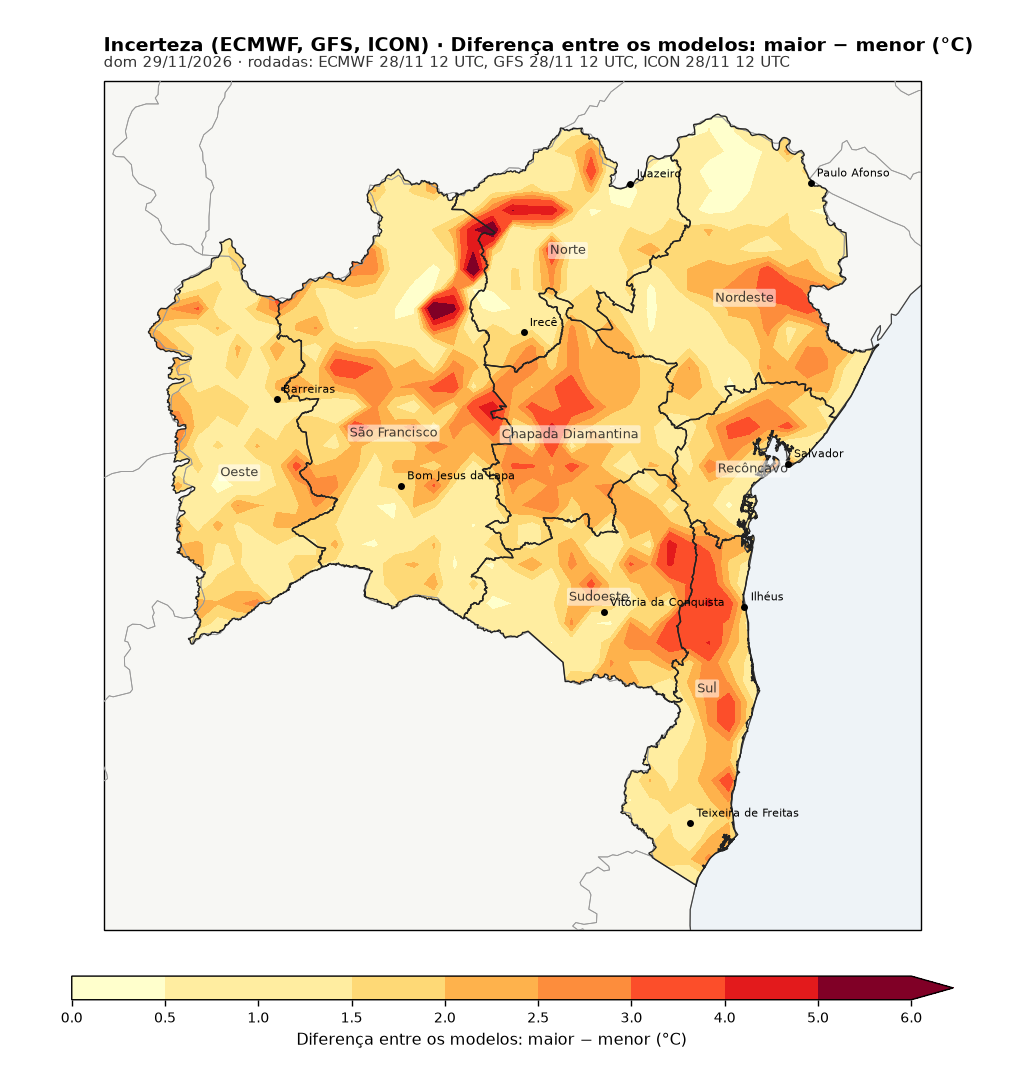 Incerteza (ECMWF, GFS, ICON) · Diferença entre os modelos: maior − menor (°C)
dom 29/11/2026 · rodadas: ECMWF 28/11 12 UTC, GFS 28/11 12 UTC, ICON 28/11 12 UTC
Juazeiro
Paulo Afonso
Norte
Nordeste
Irecê
Barreiras
São Francisco
Chapada Diamantina
Salvador
Recôncavo
Oeste
Bom Jesus da Lapa
Sudoeste
Vitória da Conquista
Ilhéus
Sul
Teixeira de Freitas
0.0 0.5 1.0 1.5 2.0 2.5 3.0 4.0 5.0 6.0
Diferença entre os modelos: maior − menor (°C)